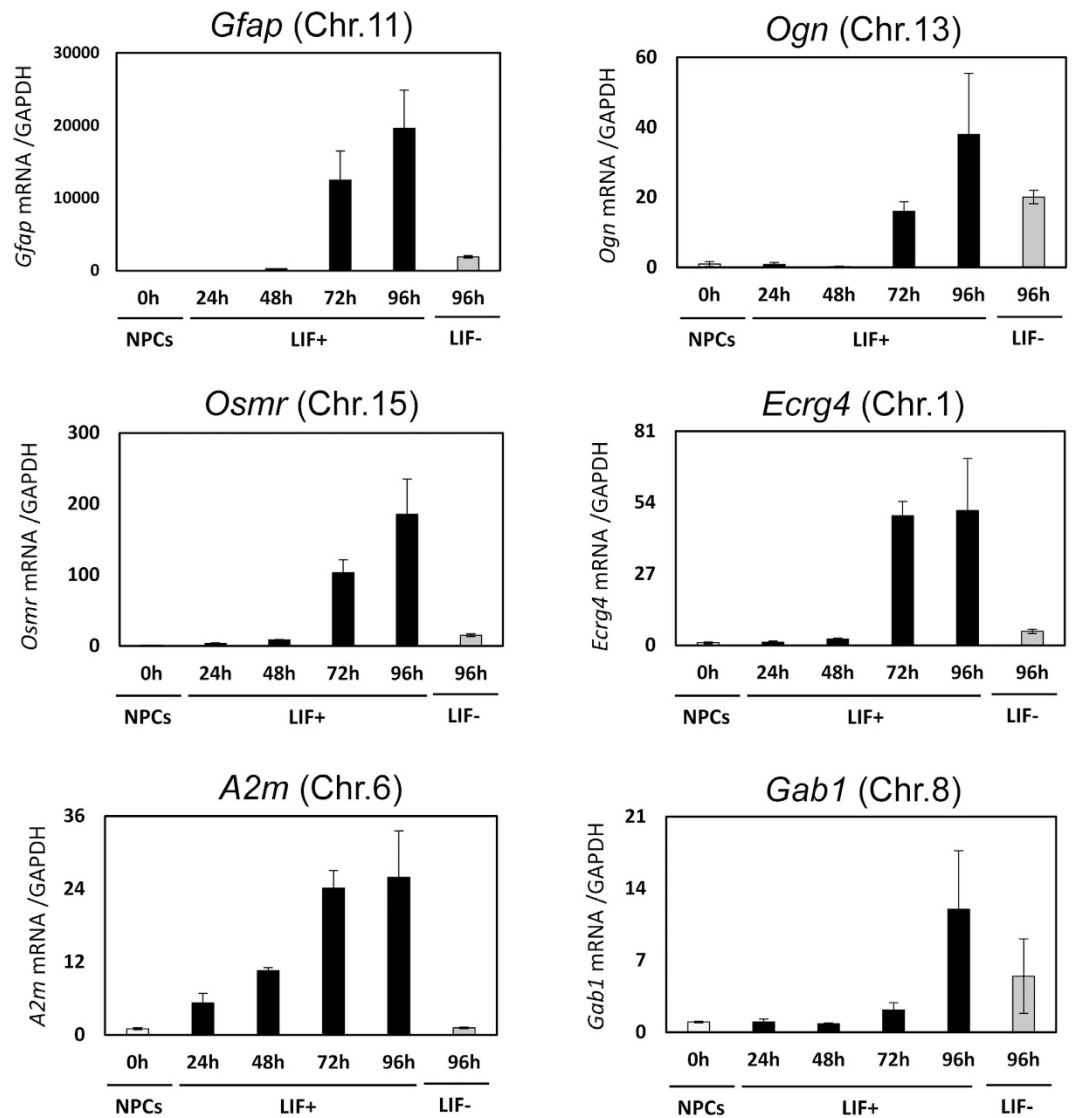 Gfap (Chr.11)
Gfap mRNA /GAPDH
30000
20000
10000
0
0h 24h 48h 72h 96h 96h
NPCs LIF+ LIF-
Ogn (Chr.13)
Ogn mRNA /GAPDH
60
40
20
0
0h 24h 48h 72h 96h 96h
NPCs LIF+ LIF-
Osmr (Chr.15)
Osmr mRNA /GAPDH
300
200
100
0
0h 24h 48h 72h 96h 96h
NPCs LIF+ LIF-
Ecrg4 (Chr.1)
Ecrg4 mRNA /GAPDH
81
54
27
0
0h 24h 48h 72h 96h 96h
NPCs LIF+ LIF-
A2m (Chr.6)
A2m mRNA /GAPDH
36
24
12
0
0h 24h 48h 72h 96h 96h
NPCs LIF+ LIF-
Gab1 (Chr.8)
Gab1 mRNA /GAPDH
21
14
7
0
0h 24h 48h 72h 96h 96h
NPCs LIF+ LIF-